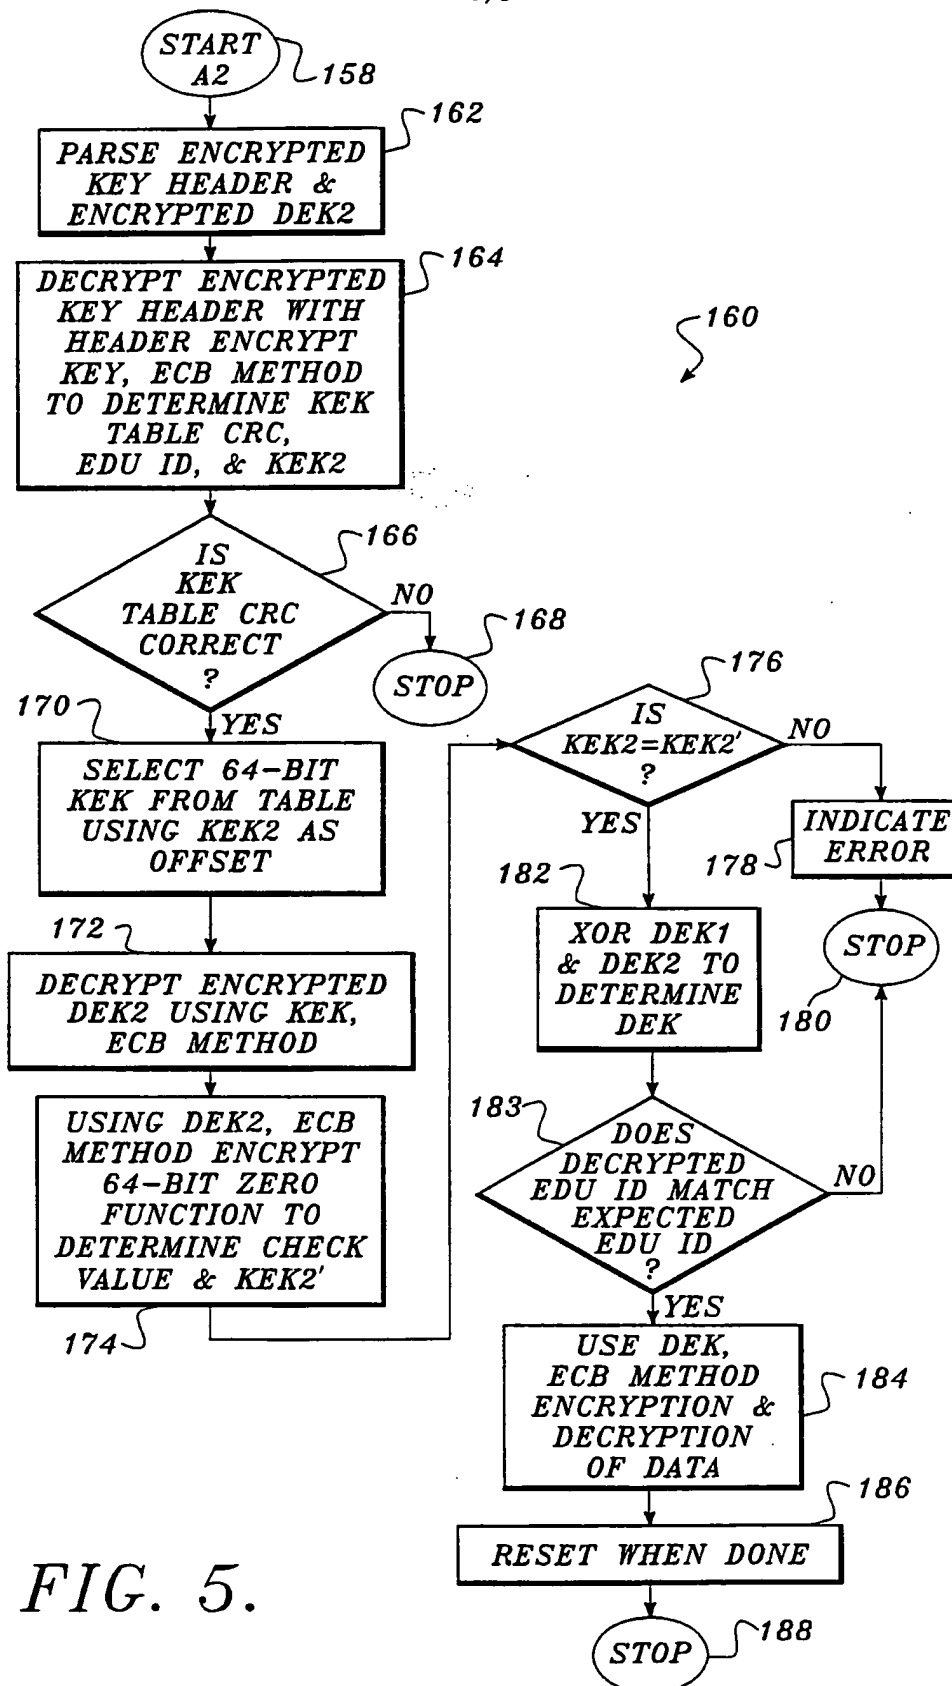 START
A2
158
162
PARSE ENCRYPTED
KEY HEADER &
ENCRYPTED DEK2
164
DECRYPT ENCRYPTED
KEY HEADER WITH
HEADER ENCRYPT
KEY, ECB METHOD
TO DETERMINE KEK
TABLE CRC,
EDU ID, & KEK2
160
166
IS
KEK
TABLE CRC
CORRECT
?
NO
168
STOP
170
YES
SELECT 64-BIT
KEK FROM TABLE
USING KEK2 AS
OFFSET
172
DECRYPT ENCRYPTED
DEK2 USING KEK,
ECB METHOD
USING DEK2, ECB
METHOD ENCRYPT
64-BIT ZERO
FUNCTION TO
DETERMINE CHECK
VALUE & KEK2'
174
176
IS
KEK2=KEK2'
?
NO
YES
INDICATE
ERROR
178
STOP
180
182
XOR DEK1
& DEK2 TO
DETERMINE
DEK
183
DOES
DECRYPTED
EDU ID MATCH
EXPECTED
EDU ID
?
NO
YES
USE DEK,
ECB METHOD
ENCRYPTION &
DECRYPTION
OF DATA
184
186
RESET WHEN DONE
STOP
188
FIG. 5.